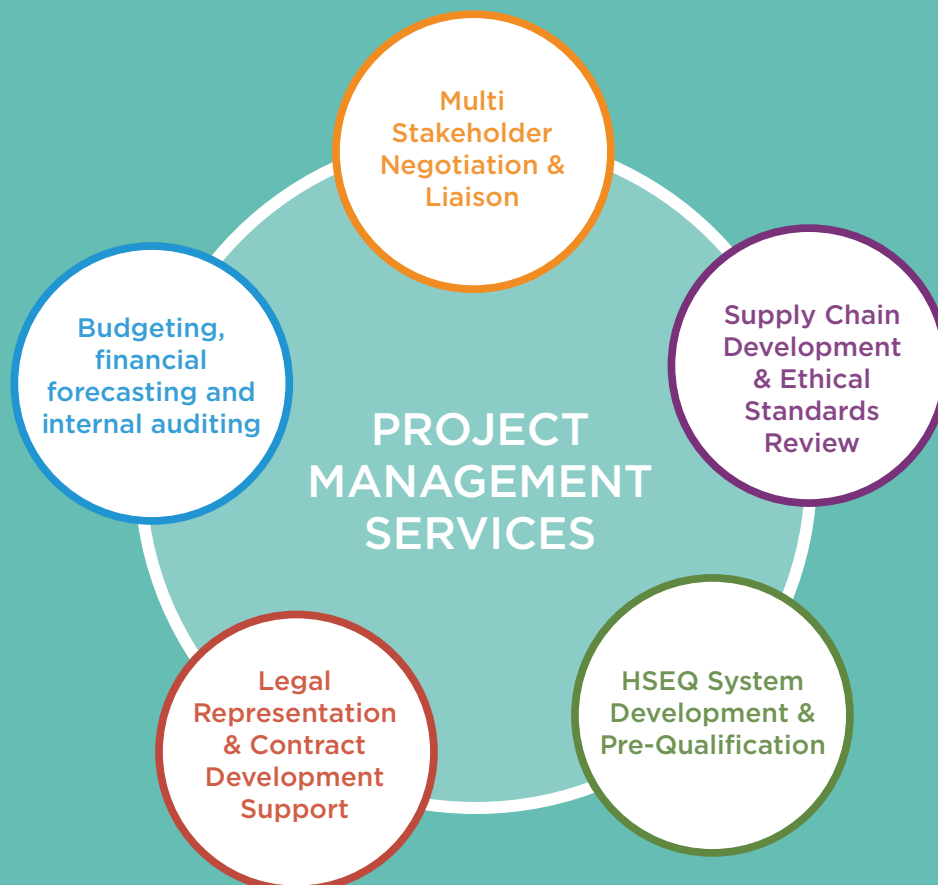 Multi
Stakeholder
Negotiation &
Liaison
Supply Chain
Development
& Ethical
Standards
Review
Budgeting,
financial
forecasting and
internal auditing
PROJECT
MANAGEMENT
SERVICES
HSEQ System
Development &
Pre-Qualification
Legal
Representation
& Contract
Development
Support